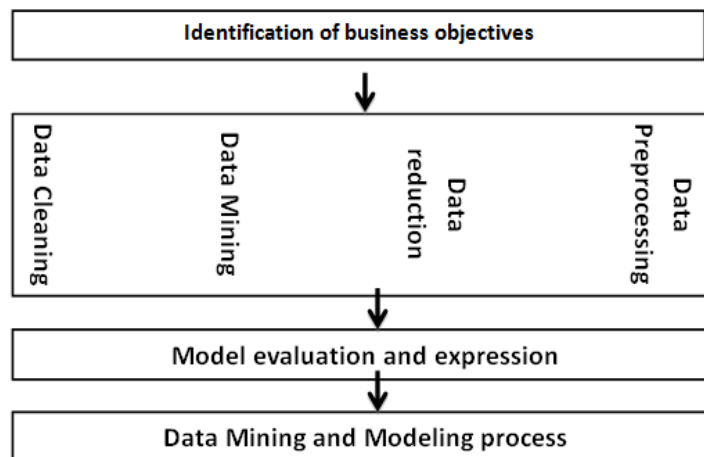 Identification of business objectives
Data Cleaning
Data Mining
Data
reduction
Data
Preprocessing
Model evaluation and expression
Data Mining and Modeling process